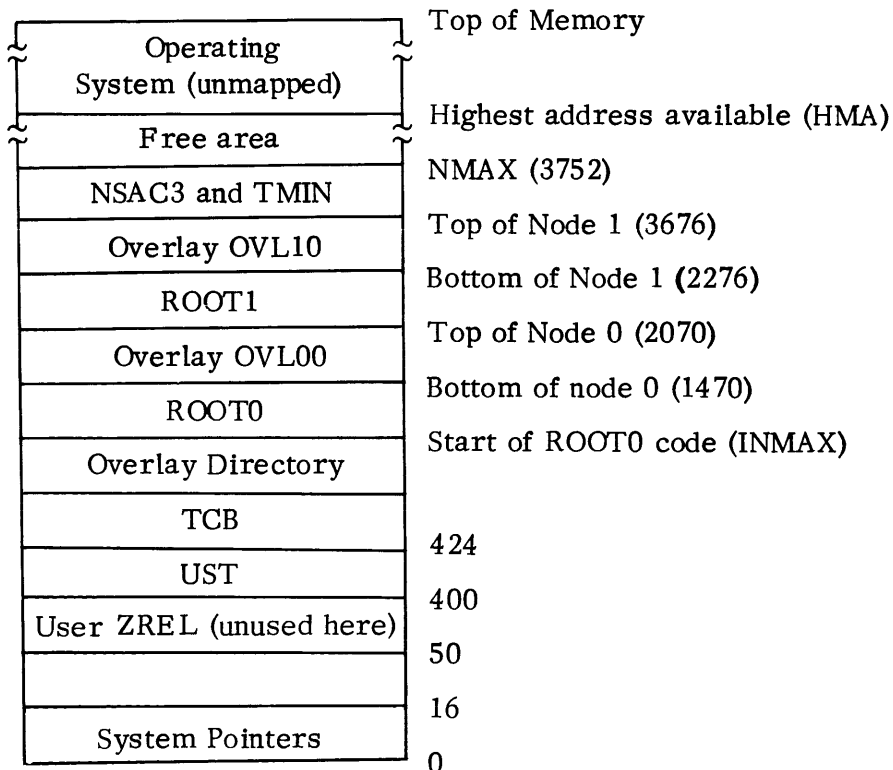 Top of Memory
Operating
System (unmapped)
Highest address available (HMA)
Free area
NMAX (3752)
NSAC3 and TMIN
Top of Node 1 (3676)
Overlay OVL10
Bottom of Node 1 (2276)
ROOT1
Top of Node 0 (2070)
Overlay OVL00
Bottom of node 0 (1470)
ROOT0
Start of ROOT0 code (INMAX)
Overlay Directory
TCB
424
UST
400
User ZREL (unused here)
50
16
System Pointers
0